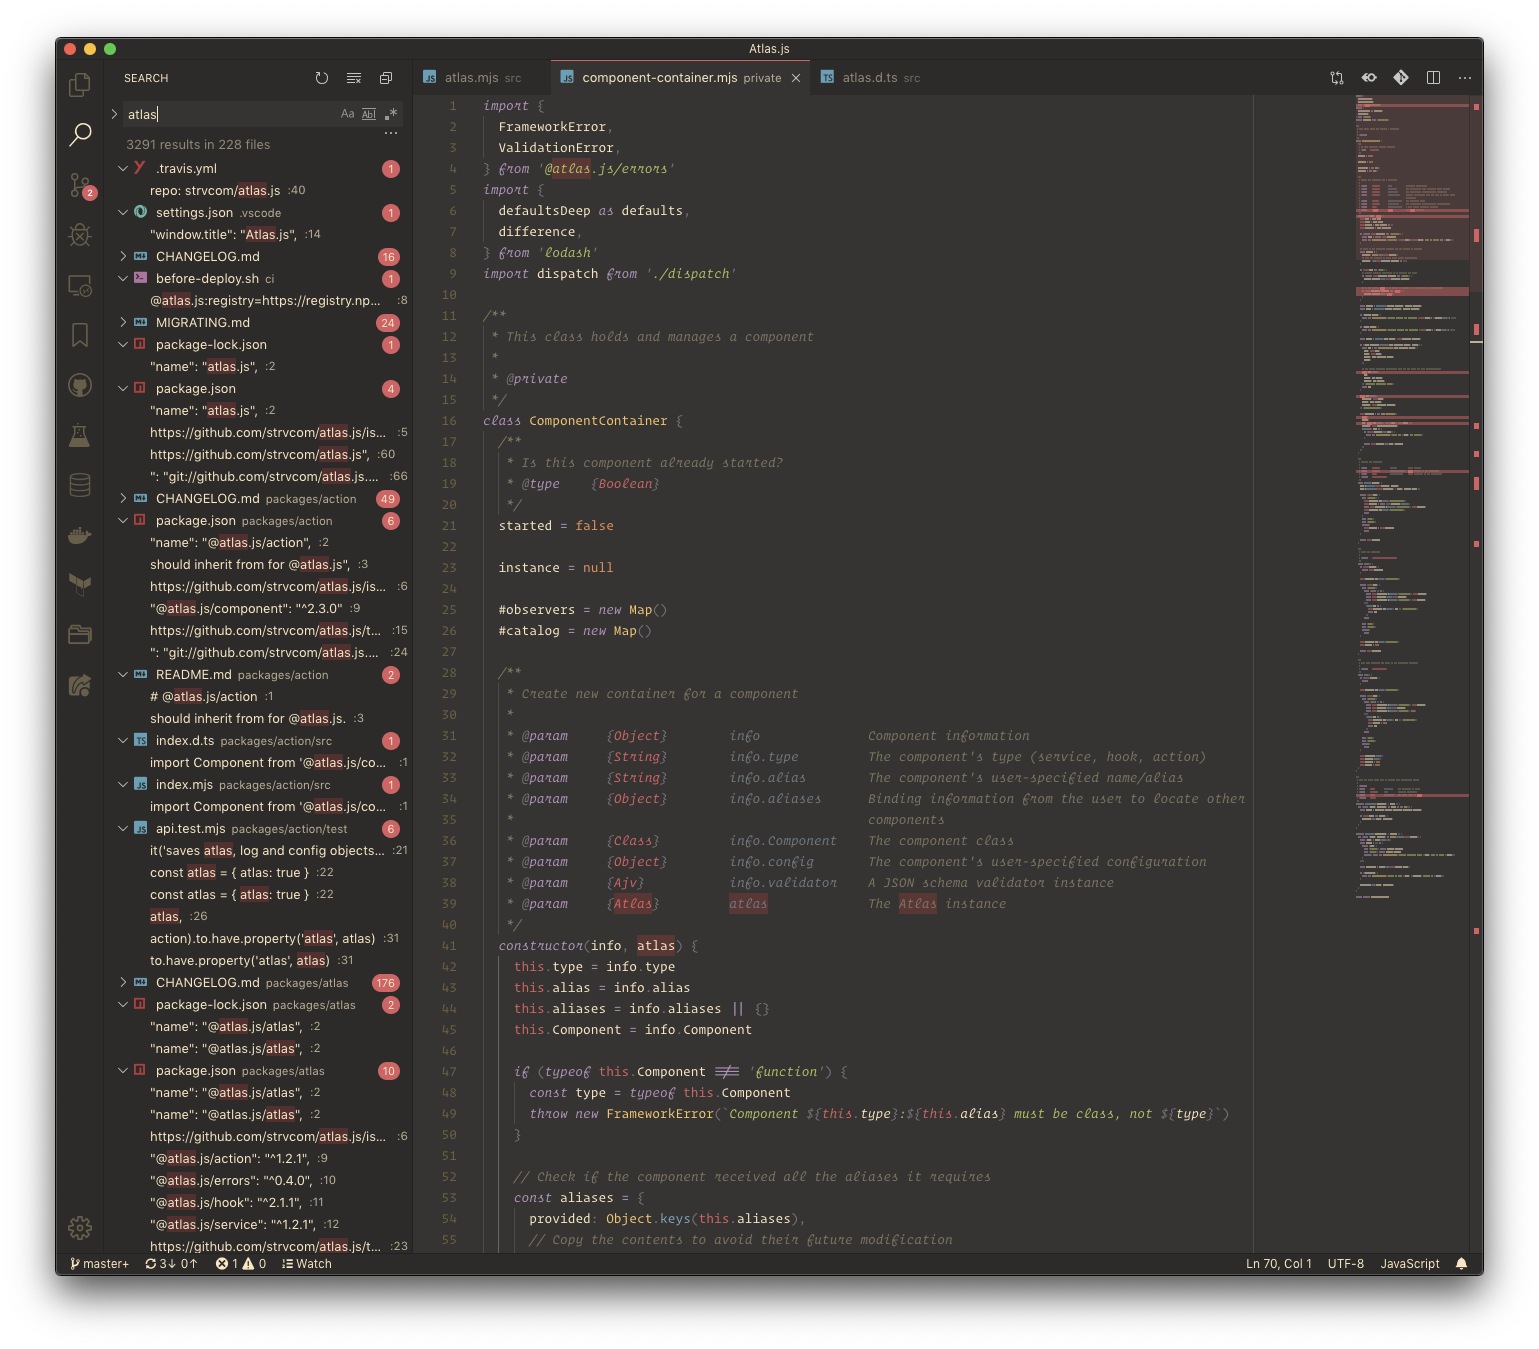 Atlas.js
SEARCH
atlas
Aa Abl .*
3291 results in 228 files
.travis.yml 1
repo: strvcom/atlas.js :40
settings.json .vscode 1
"window.title": "Atlas.js", :14
CHANGELOG.md 16
before-deploy.sh ci 1
@atlas.js:registry=https://registry.np... :8
MIGRATING.md 24
package-lock.json 1
"name": "atlas.js", :2
package.json 4
"name": "atlas.js", :2
https://github.com/strvcom/atlas.js/is... :5
https://github.com/strvcom/atlas.js", :60
": "git://github.com/strvcom/atlas.js.... :66
CHANGELOG.md packages/action 49
package.json packages/action 6
"name": "@atlas.js/action", :2
should inherit from for @atlas.js", :3
https://github.com/strvcom/atlas.js/is... :6
"@atlas.js/component": "^2.3.0" :9
https://github.com/strvcom/atlas.js/t... :15
": "git://github.com/strvcom/atlas.js.... :24
README.md packages/action 2
# @atlas.js/action :1
should inherit from for @atlas.js. :3
index.d.ts packages/action/src 1
import Component from '@atlas.js/co... :1
index.mjs packages/action/src 1
import Component from '@atlas.js/co... :1
api.test.mjs packages/action/test 6
it('saves atlas, log and config objects... :21
const atlas = { atlas: true } :22
const atlas = { atlas: true } :22
atlas, :26
action).to.have.property('atlas', atlas) :31
to.have.property('atlas', atlas) :31
CHANGELOG.md packages/atlas 176
package-lock.json packages/atlas 2
"name": "@atlas.js/atlas", :2
"name": "@atlas.js/atlas", :2
package.json packages/atlas 10
"name": "@atlas.js/atlas", :2
"name": "@atlas.js/atlas", :2
https://github.com/strvcom/atlas.js/is... :6
"@atlas.js/action": "^1.2.1", :9
"@atlas.js/errors": "^0.4.0", :10
"@atlas.js/hook": "^2.1.1", :11
"@atlas.js/service": "^1.2.1", :12
https://github.com/strvcom/atlas.js/t... :23
2
atlas.mjs src
component-container.mjs private
atlas.d.ts src
1 import {
2 FrameworkError,
3 ValidationError,
4 } from '@atlas.js/errors'
5 import {
6 defaultsDeep as defaults,
7 difference,
8 } from 'lodash'
9 import dispatch from './dispatch'
10
11 /**
12 * This class holds and manages a component
13 *
14 * @private
15 */
16 class ComponentContainer {
17 /**
18 * Is this component already started?
19 * @type {Boolean}
20 */
21 started = false
22
23 instance = null
24
25 #observers = new Map()
26 #catalog = new Map()
27
28 /**
29 * Create new container for a component
30 *
31 * @param {Object} info Component information
32 * @param {String} info.type The component's type (service, hook, action)
33 * @param {String} info.alias The component's user-specified name/alias
34 * @param {Object} info.aliases Binding information from the user to locate other
35 * components
36 * @param {Class} info.Component The component class
37 * @param {Object} info.config The component's user-specified configuration
38 * @param {Ajv} info.validator A JSON schema validator instance
39 * @param {Atlas} atlas The Atlas instance
40 */
41 constructor(info, atlas) {
42 this.type = info.type
43 this.alias = info.alias
44 this.aliases = info.aliases || {}
45 this.Component = info.Component
46
47 if (typeof this.Component !== 'function') {
48 const type = typeof this.Component
49 throw new FrameworkError(`Component ${this.type}:${this.alias} must be class, not ${type}`)
50 }
51
52 // Check if the component received all the aliases it requires
53 const aliases = {
54 provided: Object.keys(this.aliases),
55 // Copy the contents to avoid their future modification
master+ 3↓ 0↑ 1 0 Watch
Ln 70, Col 1 UTF-8 JavaScript